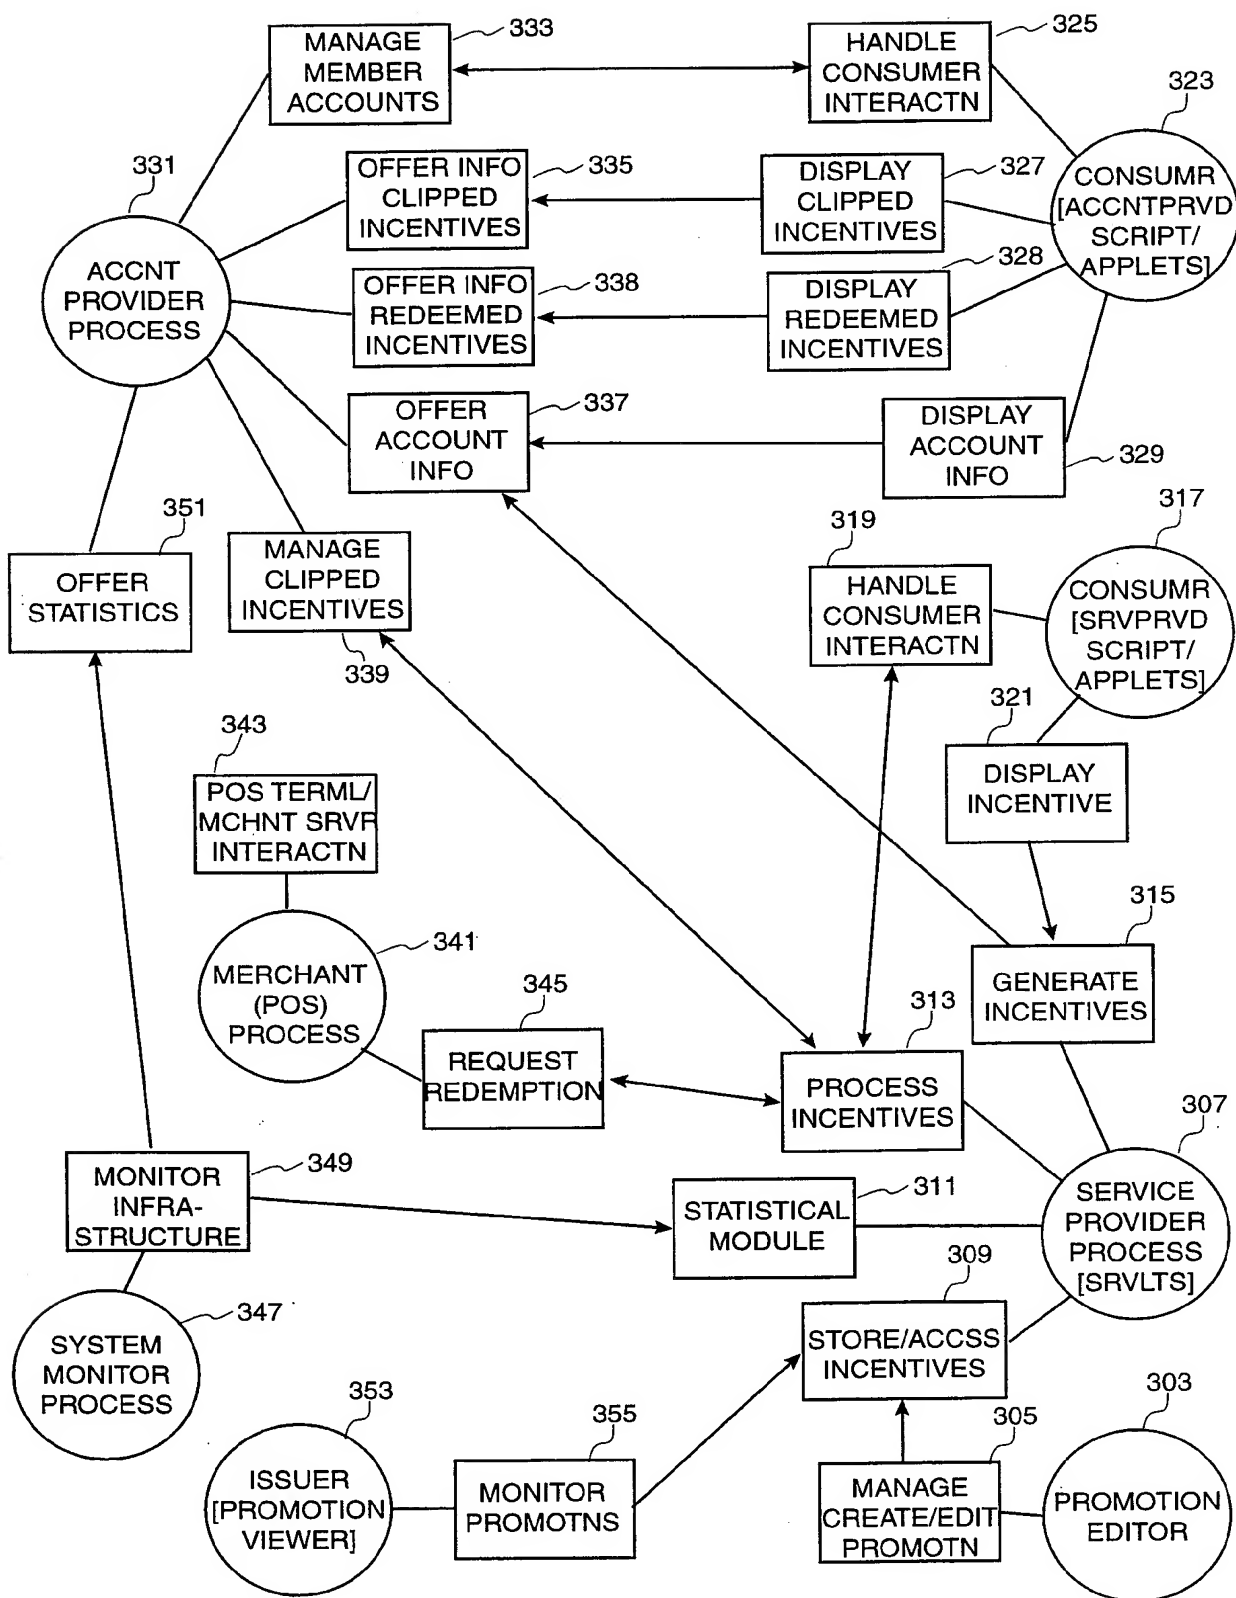 333
MANAGE
MEMBER
ACCOUNTS
325
HANDLE
CONSUMER
INTERACTN
323
CONSUMR
[ACCNTPRVD
SCRIPT/
APPLETS]
331
ACCNT
PROVIDER
PROCESS
335
OFFER INFO
CLIPPED
INCENTIVES
327
DISPLAY
CLIPPED
INCENTIVES
338
OFFER INFO
REDEEMED
INCENTIVES
328
DISPLAY
REDEEMED
INCENTIVES
337
OFFER
ACCOUNT
INFO
DISPLAY
ACCOUNT
INFO
329
351
OFFER
STATISTICS
MANAGE
CLIPPED
INCENTIVES
339
319
HANDLE
CONSUMER
INTERACTN
317
CONSUMR
[SRVPRVD
SCRIPT/
APPLETS]
321
DISPLAY
INCENTIVE
343
POS TERML/
MCHNT SRVR
INTERACTN
341
MERCHANT
(POS)
PROCESS
345
REQUEST
REDEMPTION
313
PROCESS
INCENTIVES
315
GENERATE
INCENTIVES
307
SERVICE
PROVIDER
PROCESS
[SRVLTS]
349
MONITOR
INFRA-
STRUCTURE
311
STATISTICAL
MODULE
309
STORE/ACCSS
INCENTIVES
347
SYSTEM
MONITOR
PROCESS
353
ISSUER
[PROMOTION
VIEWER]
355
MONITOR
PROMOTNS
305
MANAGE
CREATE/EDIT
PROMOTN
303
PROMOTION
EDITOR